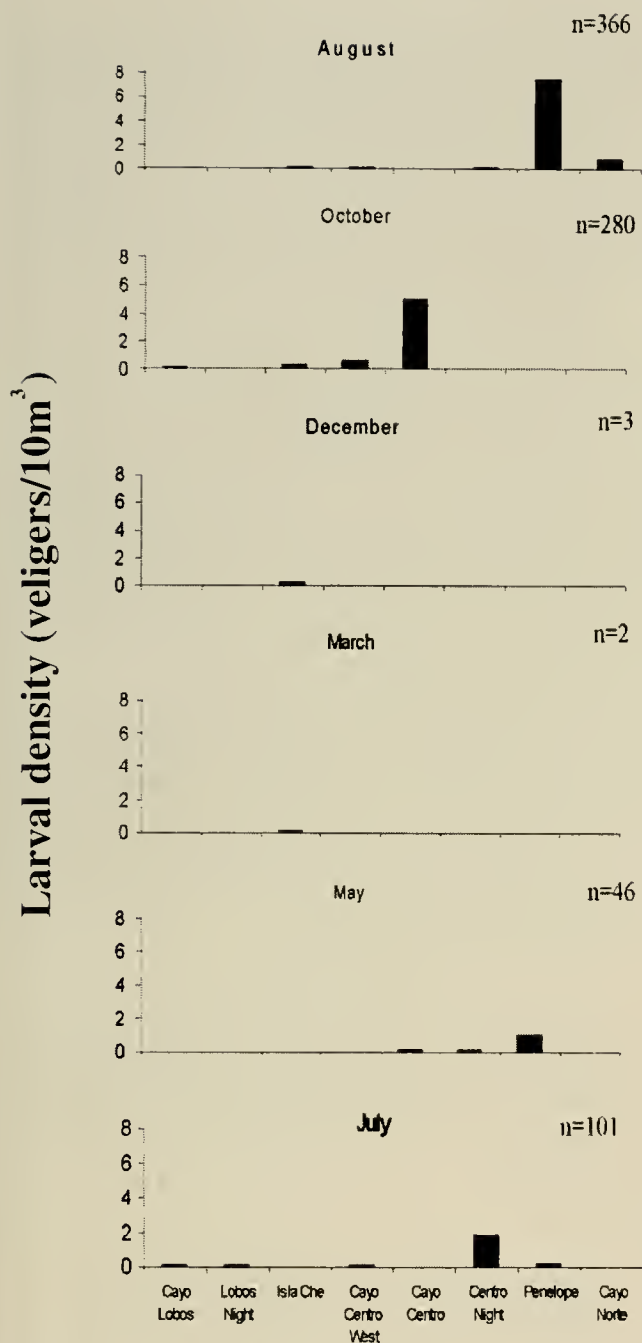 n=366
August
8
6
4
2
0
October
n=280
8
6
4
2
0
December
n=3
8
6
4
2
0
March
n=2
8
6
4
2
0
May
n=46
8
6
4
2
0
July
n=101
8
6
4
2
0
Larval density (veligers/10m³)
Cayo Lobos
Lobos Night
Isla Che
Cayo Centro West
Cayo Centro
Centro Night
Penelope
Cayo Norte